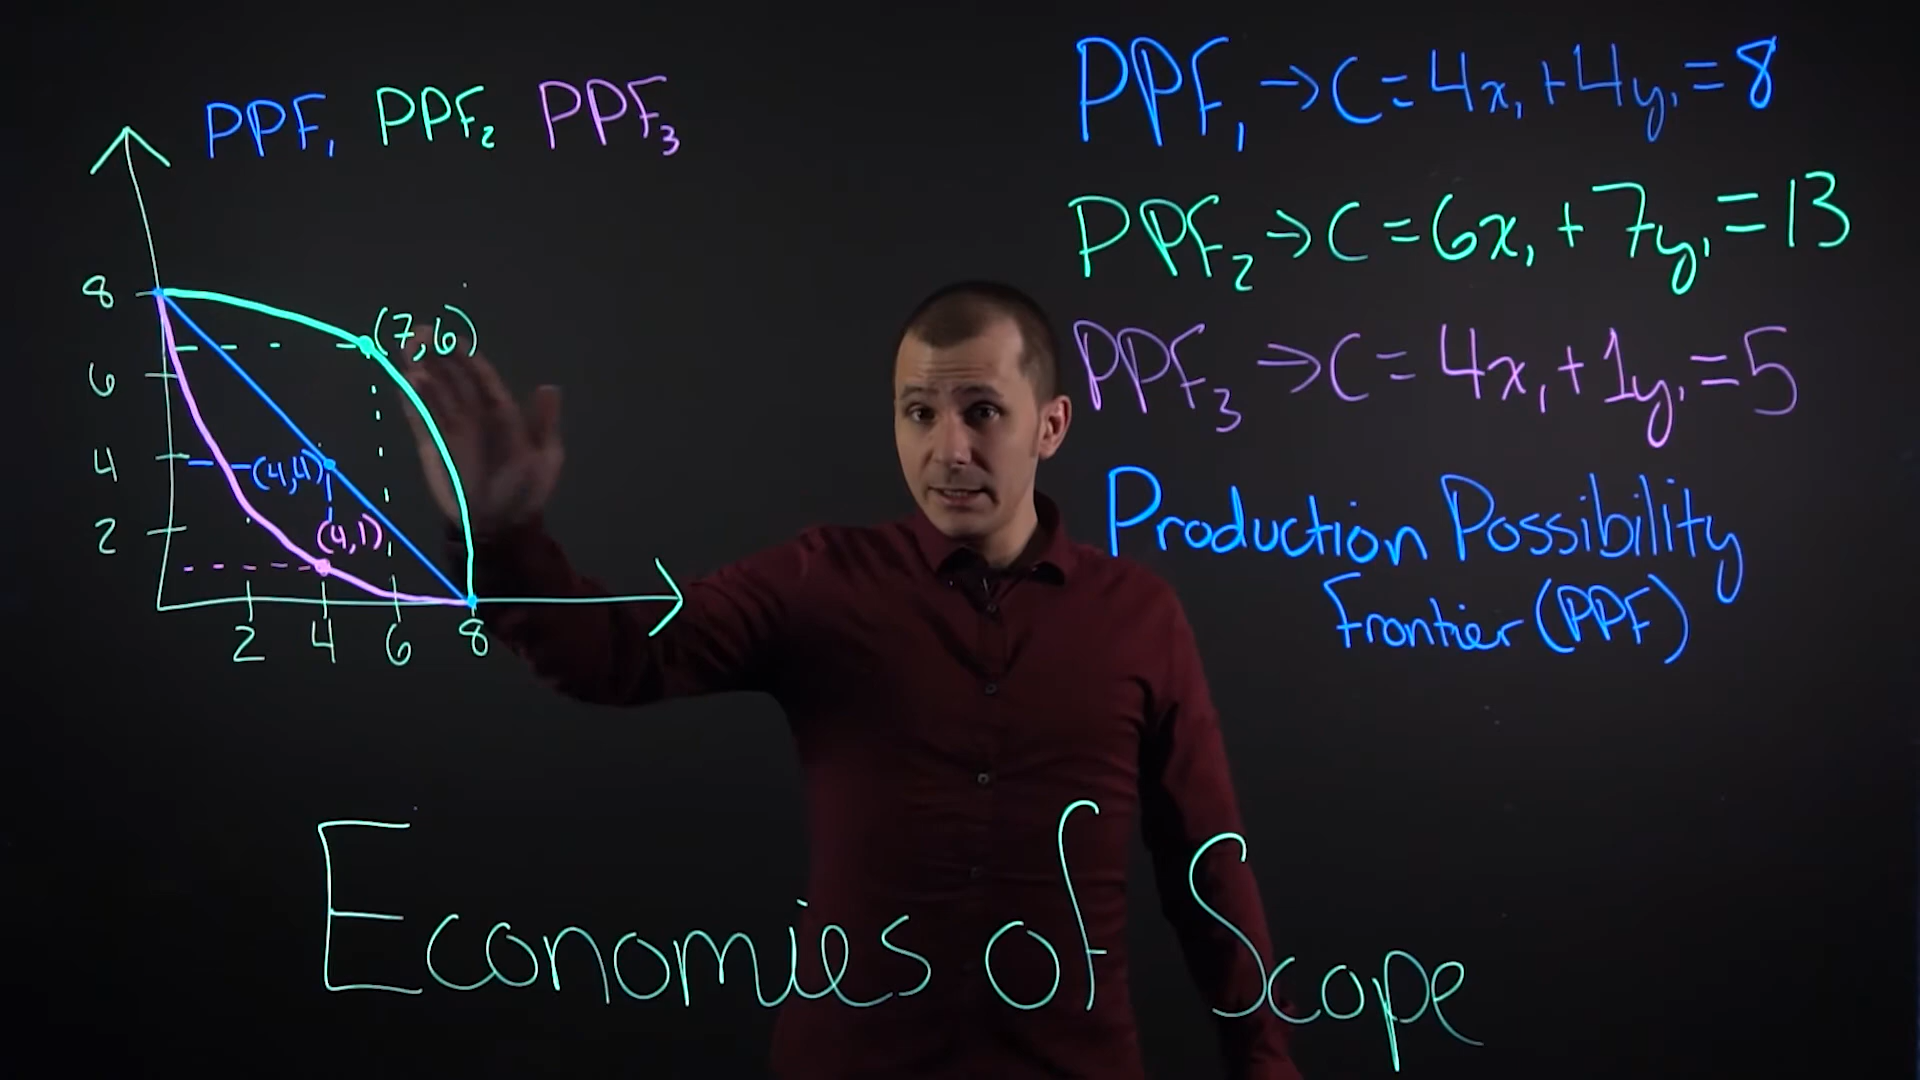 PPF₁ PPF₂ PPF₃
8
6
4
2
2 4 6 8
(7,6)
(4,4)
(4,1)
PPF₁ → C = 4x₁ + 4y₁ = 8
PPF₂ → C = 6x₁ + 7y₁ = 13
PPF₃ → C = 4x₁ + 1y₁ = 5
Production Possibility
Frontier (PPF)
Economies of Scope